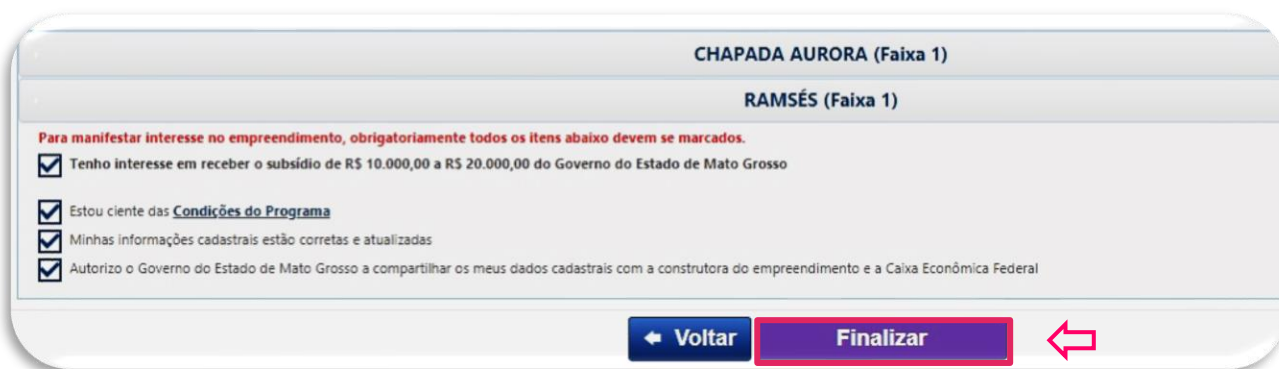 CHAPADA AURORA (Faixa 1)
RAMSÉS (Faixa 1)
Para manifestar interesse no empreendimento, obrigatoriamente todos os itens abaixo devem se marcados.
Tenho interesse em receber o subsídio de R$ 10.000,00 a R$ 20.000,00 do Governo do Estado de Mato Grosso
Estou ciente das Condições do Programa
Minhas informações cadastrais estão corretas e atualizadas
Autorizo o Governo do Estado de Mato Grosso a compartilhar os meus dados cadastrais com a construtora do empreendimento e a Caixa Econômica Federal
Voltar Finalizar